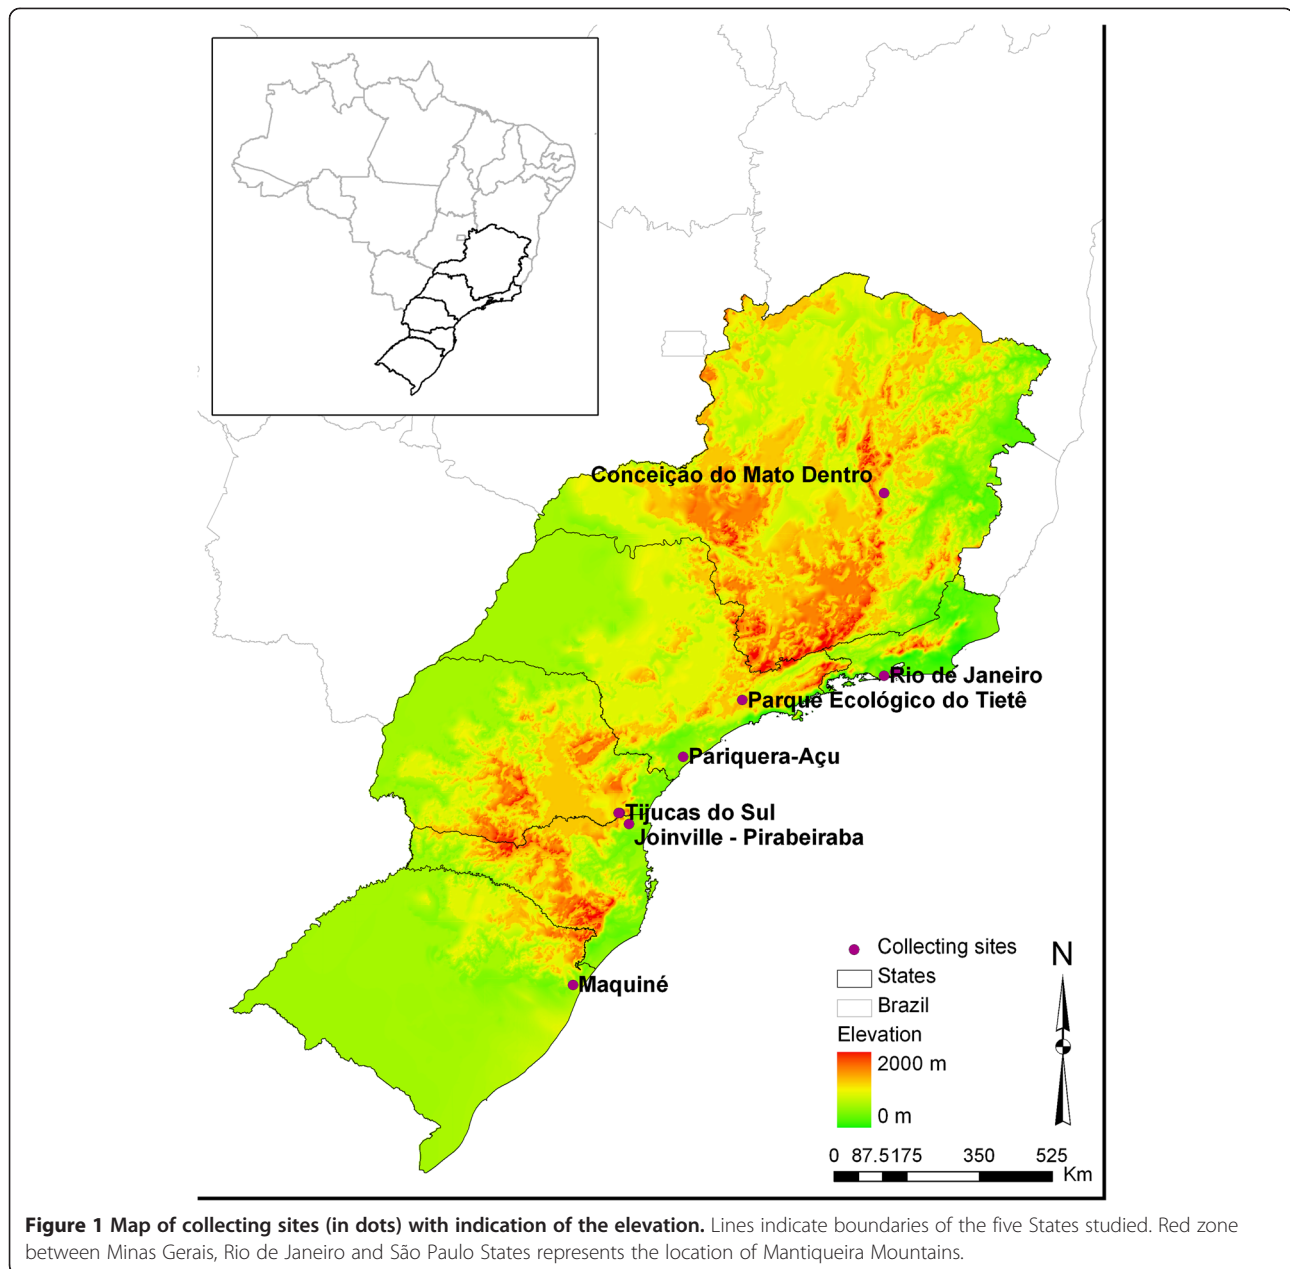 Conceição do Mato Dentro
Rio de Janeiro
Parque Ecológico do Tietê
Pariquera-Açu
Tijucas do Sul
Joinville - Pirabeiraba
Maquiné
Collecting sites
States
Brazil
Elevation
2000 m
0 m
N
0 87.5 175 350 525
Km
Figure 1 Map of collecting sites (in dots) with indication of the elevation. Lines indicate boundaries of the five States studied. Red zone
between Minas Gerais, Rio de Janeiro and São Paulo States represents the location of Mantiqueira Mountains.